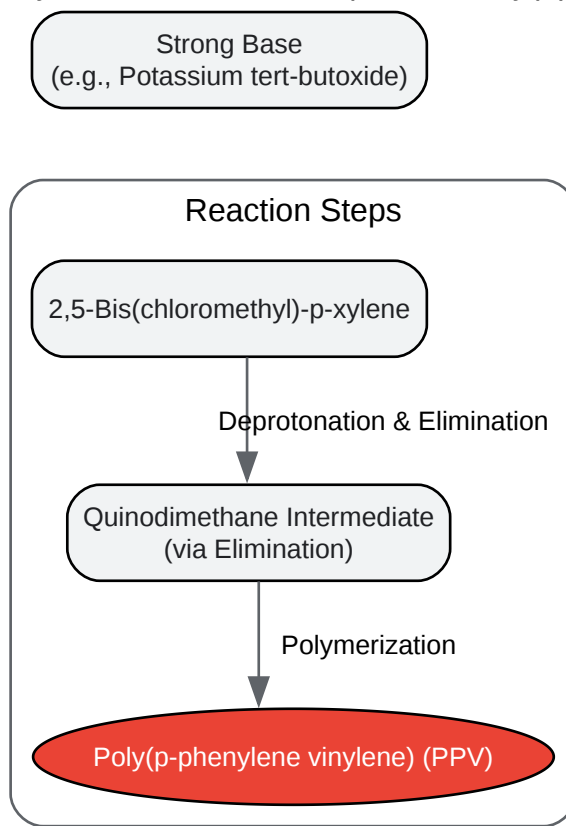 Strong Base
(e.g., Potassium tert-butoxide)
Reaction Steps
2,5-Bis(chloromethyl)-p-xylene
Deprotonation & Elimination
Quinodimethane Intermediate
(via Elimination)
Polymerization
Poly(p-phenylene vinylene) (PPV)